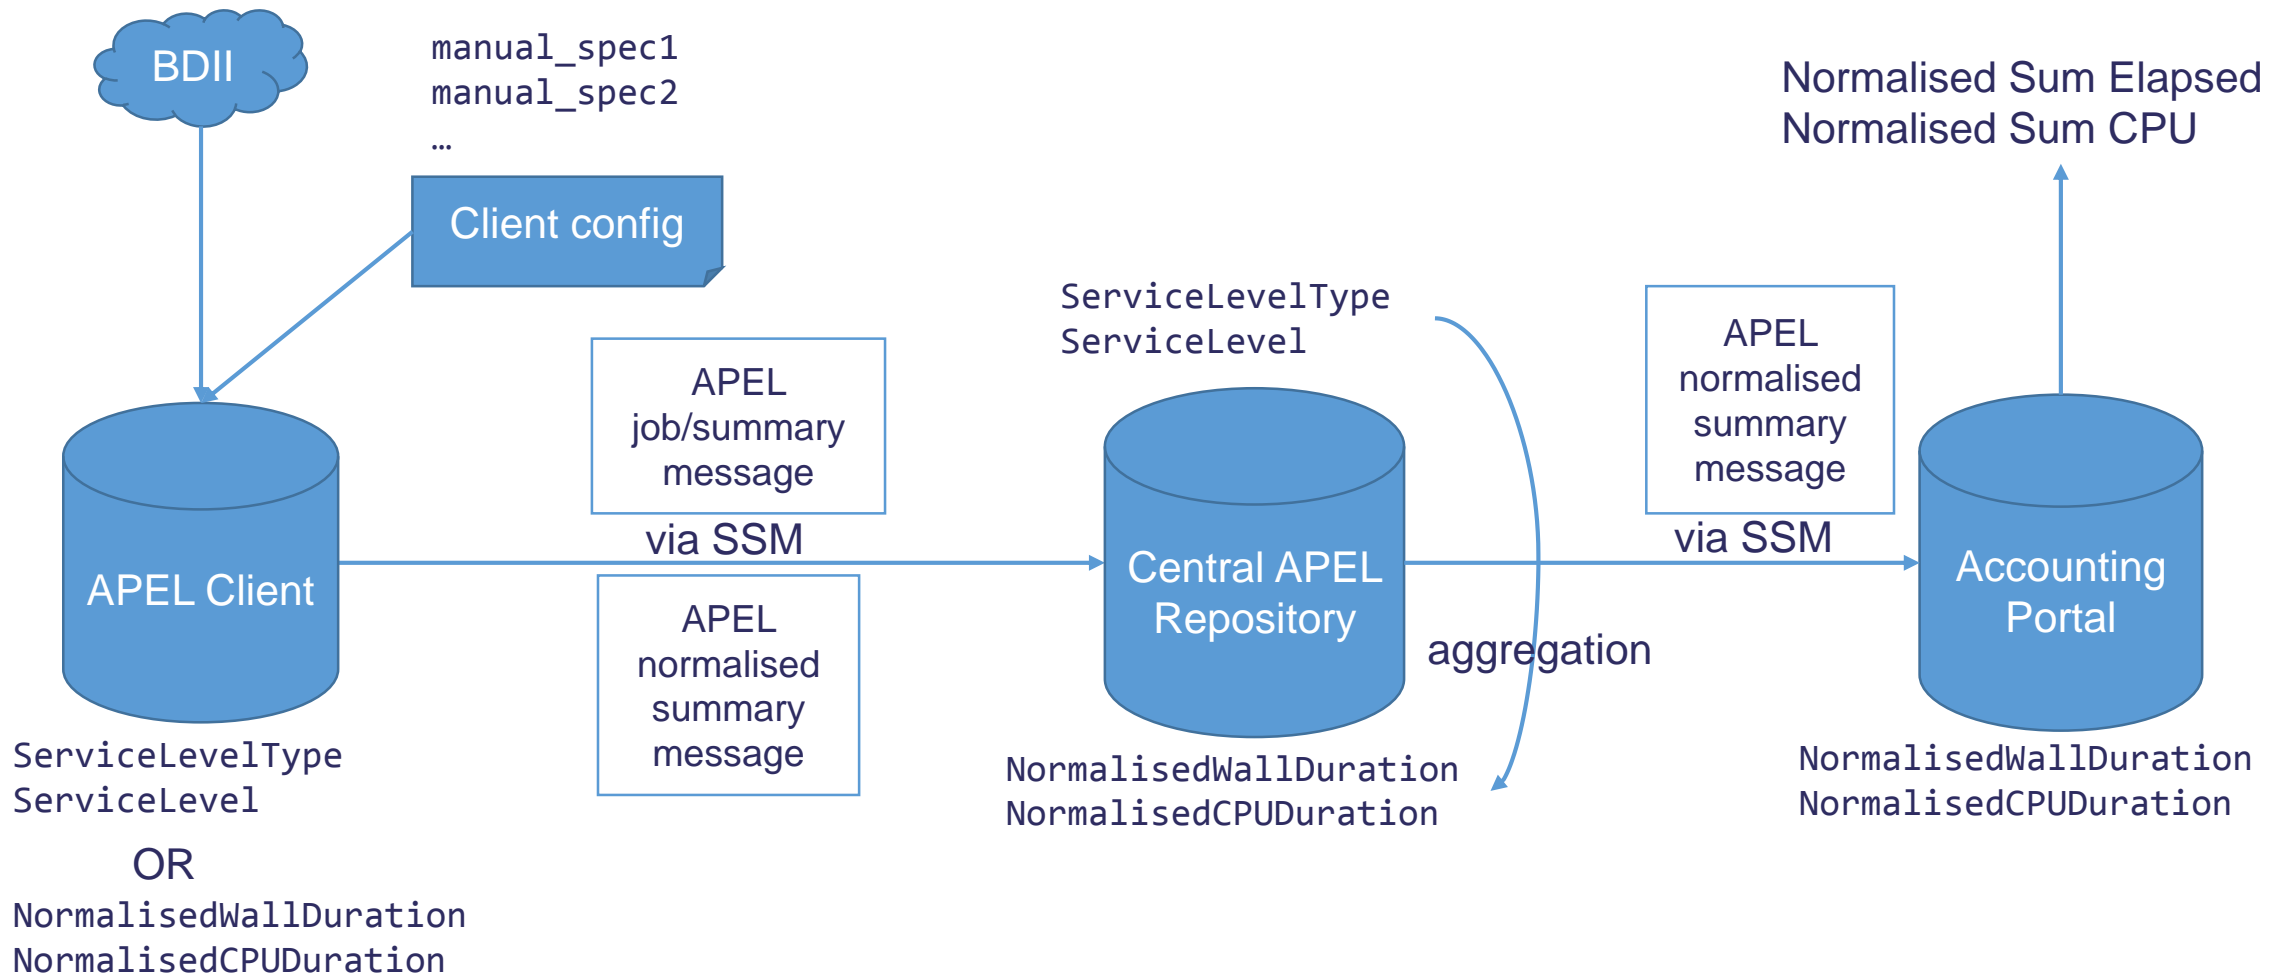 BDII
manual_spec1
manual_spec2
…
Client config
APEL
job/summary
message
via SSM
APEL
normalised
summary
message
APEL Client
ServiceLevelType
ServiceLevel
OR
NormalisedWallDuration
NormalisedCPUDuration
ServiceLevelType
ServiceLevel
Central APEL
Repository
aggregation
NormalisedWallDuration
NormalisedCPUDuration
APEL
normalised
summary
message
via SSM
Normalised Sum Elapsed
Normalised Sum CPU
Accounting
Portal
NormalisedWallDuration
NormalisedCPUDuration